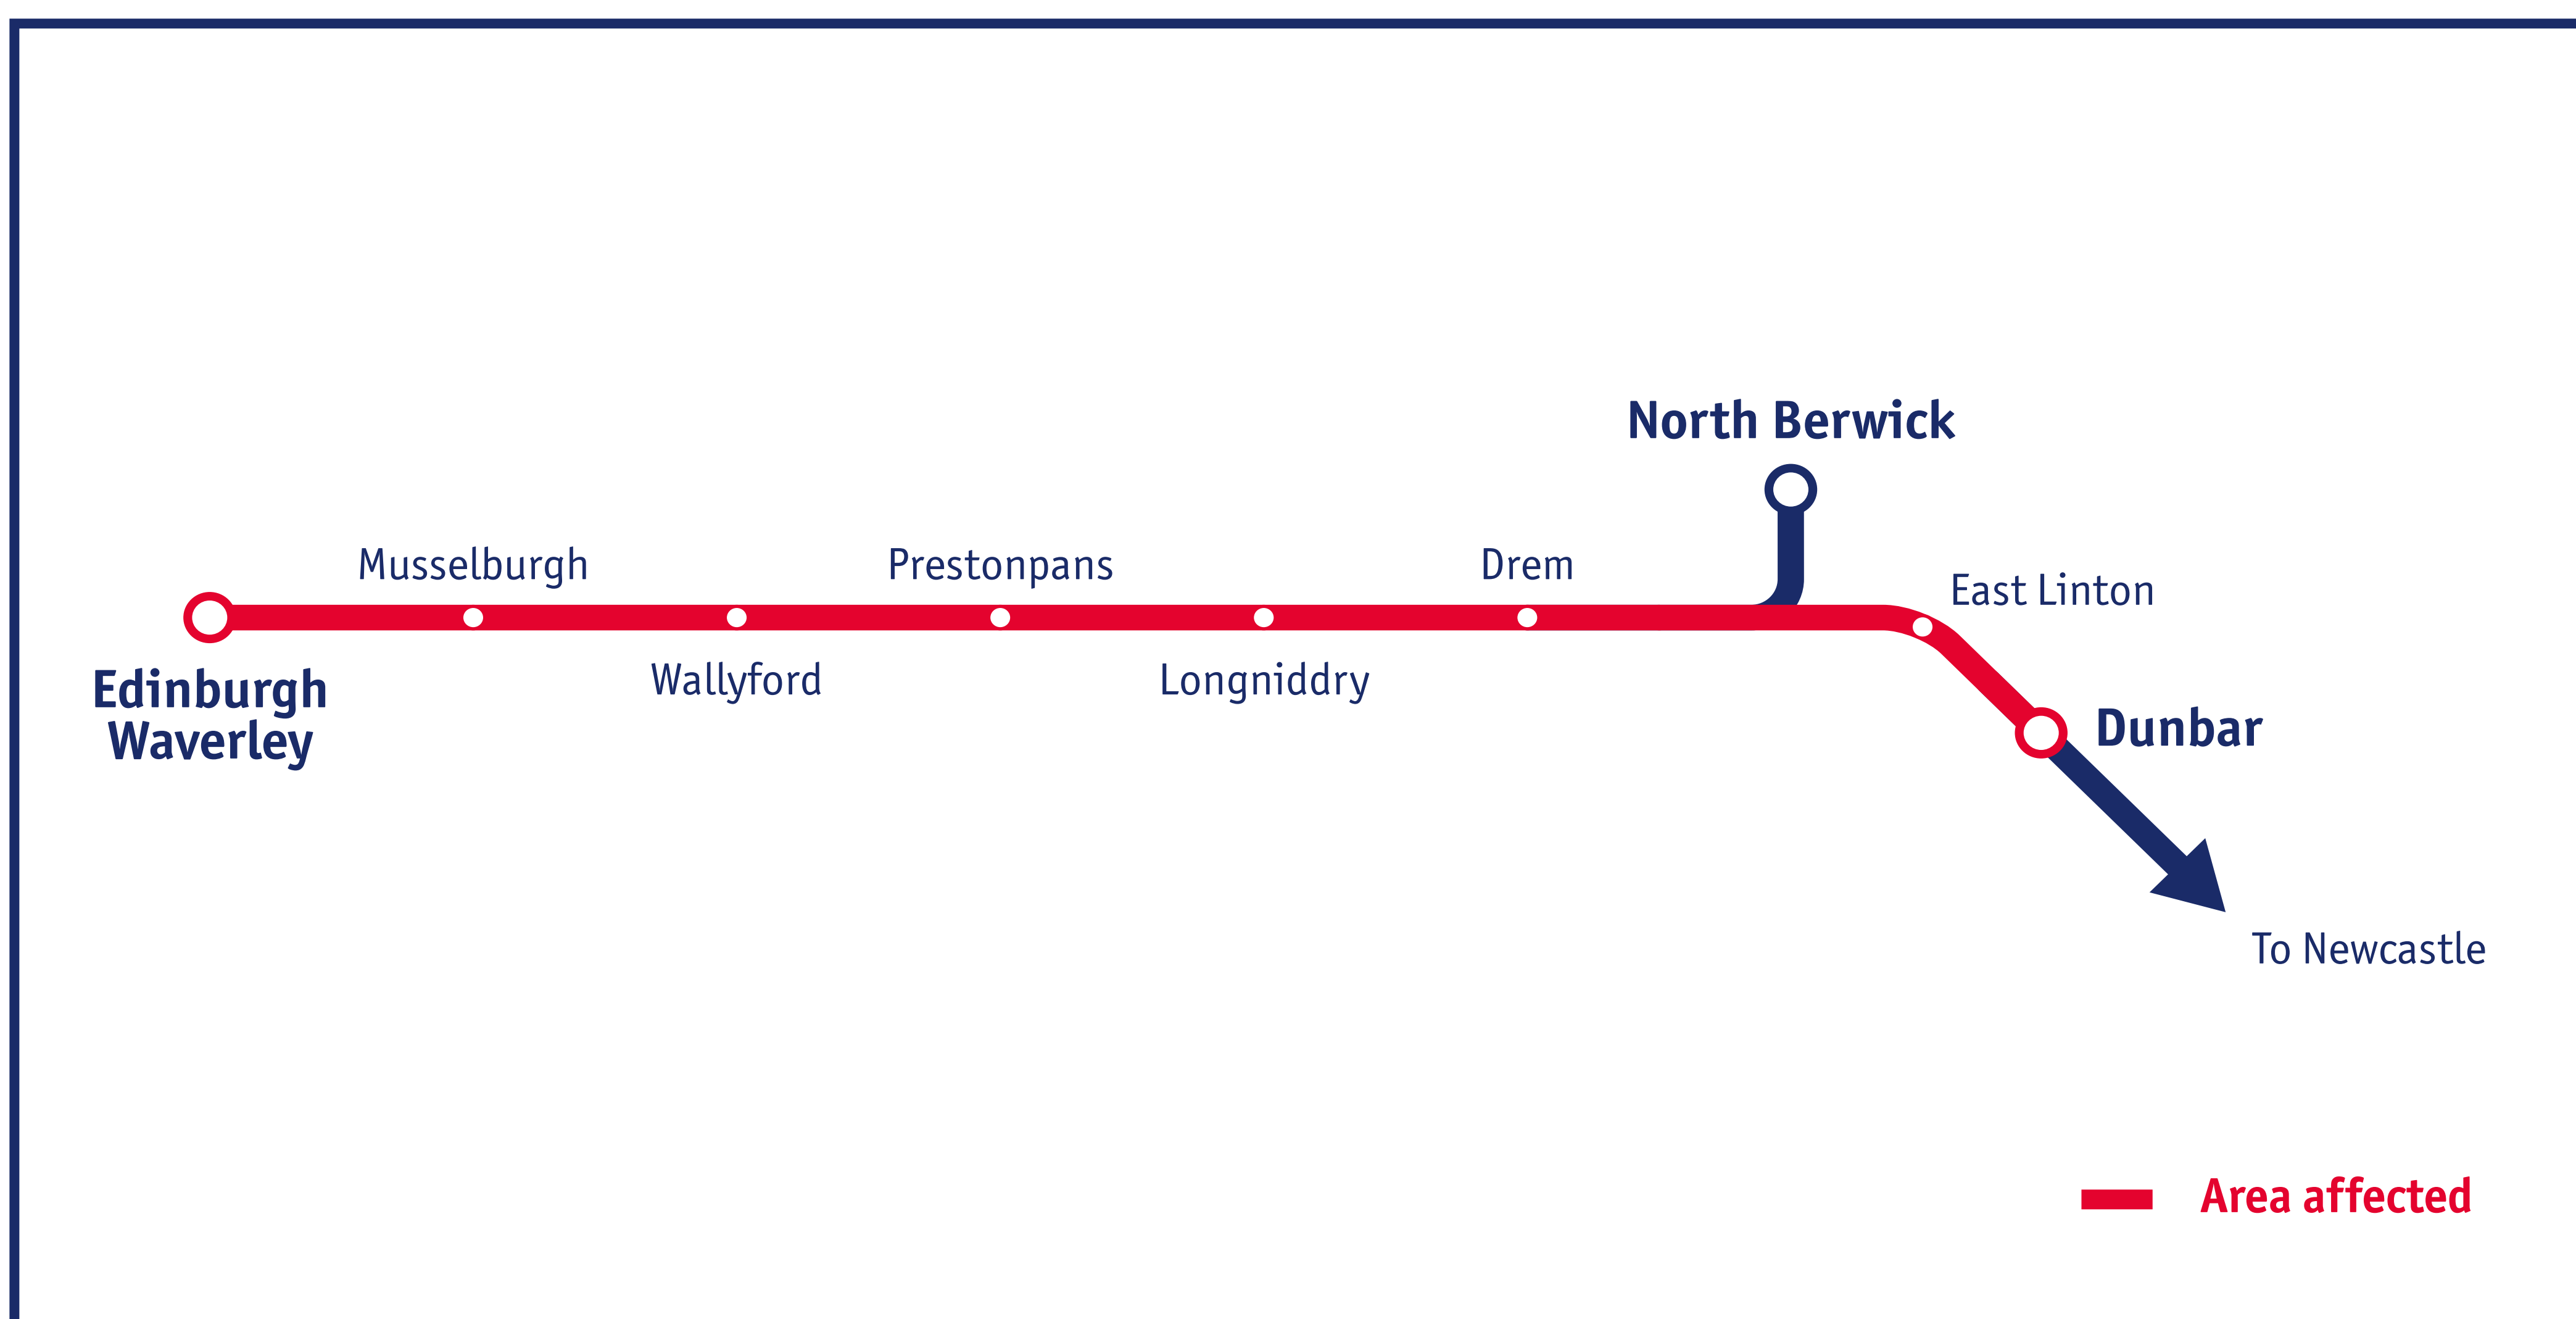 North Berwick
Musselburgh
Prestonpans
Drem
East Linton
Edinburgh
Waverley
Wallyford
Longniddry
Dunbar
To Newcastle
Area affected